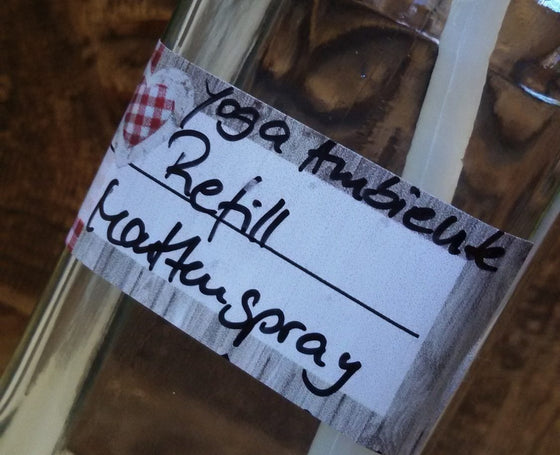 Yoga Ambiente
Refill
Mattenspray